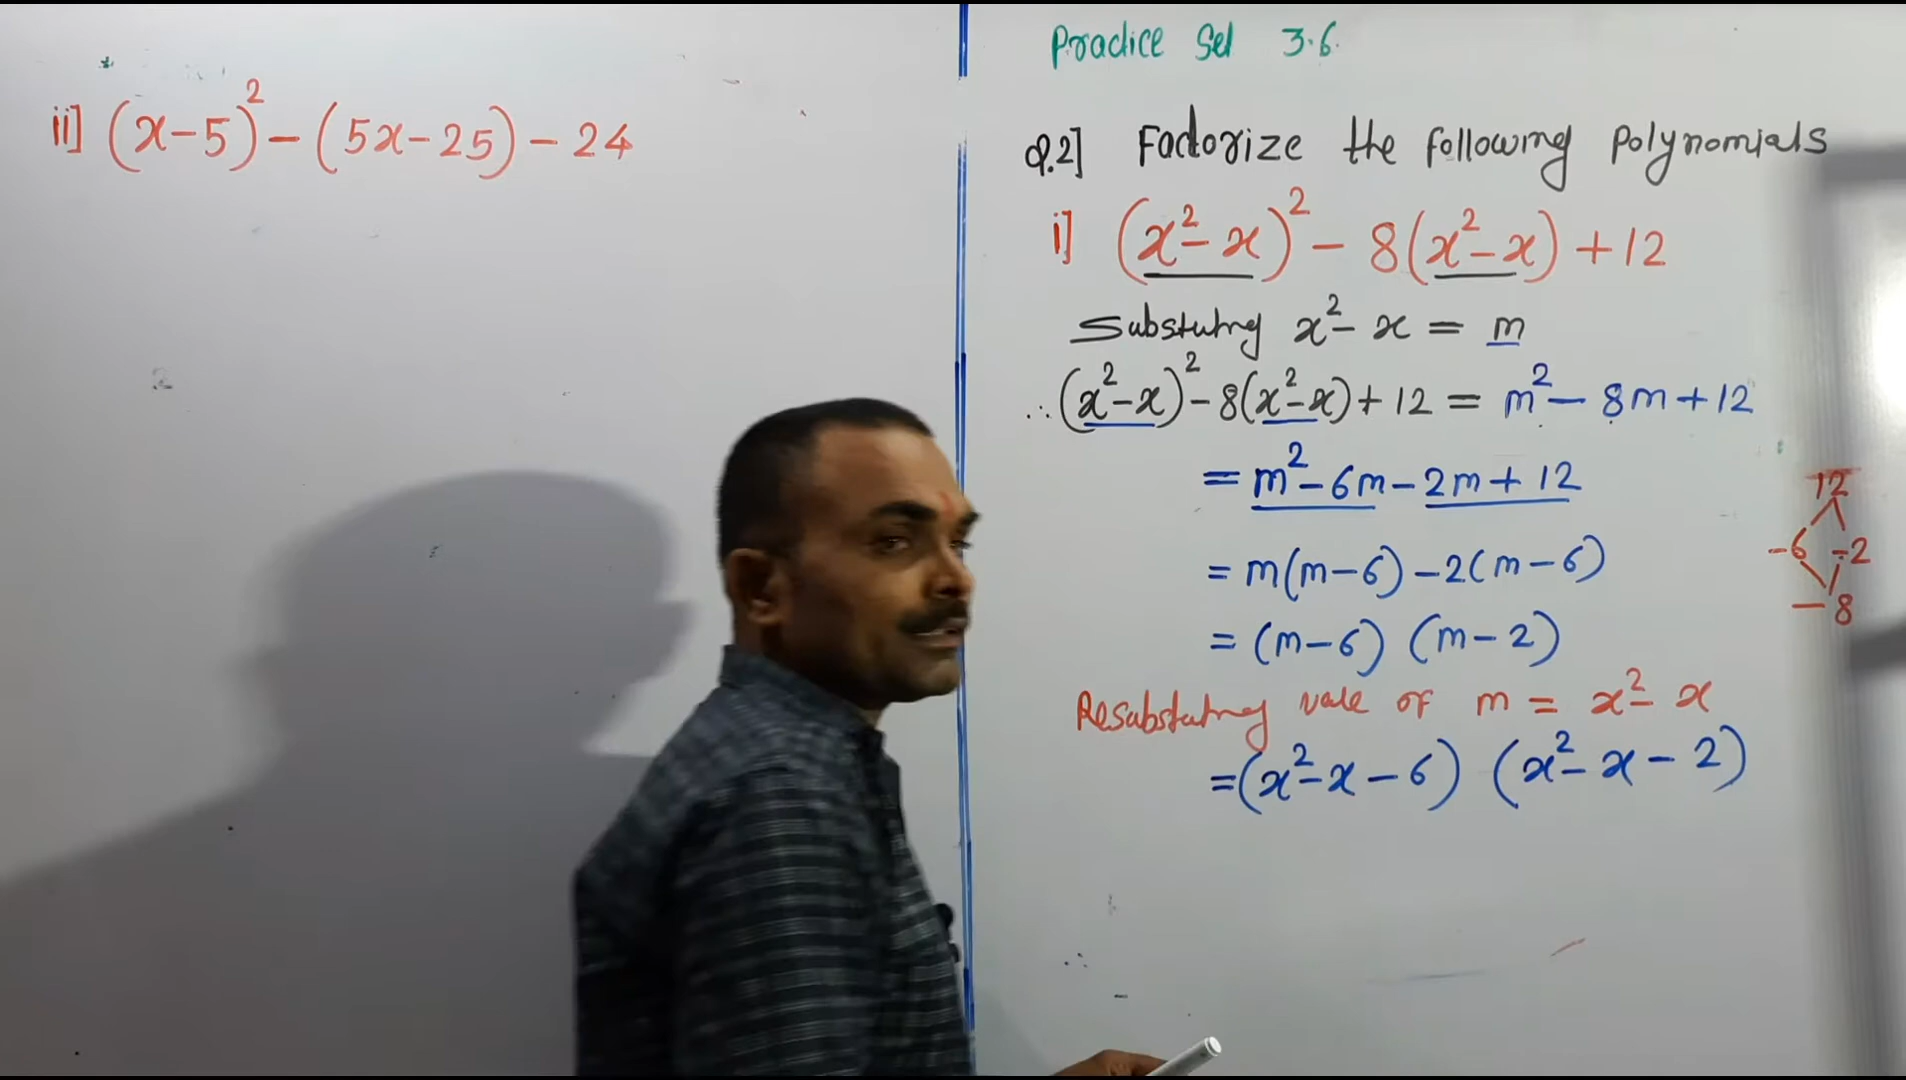 ii] (x-5)² - (5x-25) - 24
Practice Set 3.6
Q.2] Factorize the following Polynomials
i] (x²-x)² - 8(x²-x) + 12
Substutng x²-x = m
∴ (x²-x)² - 8(x²-x) + 12 = m² - 8m + 12
= m² - 6m - 2m + 12
= m(m-6) - 2(m-6)
= (m-6) (m-2)
Resubstutng vale of m = x²-x
= (x²-x-6) (x²-x-2)
12
-6 -2
-8